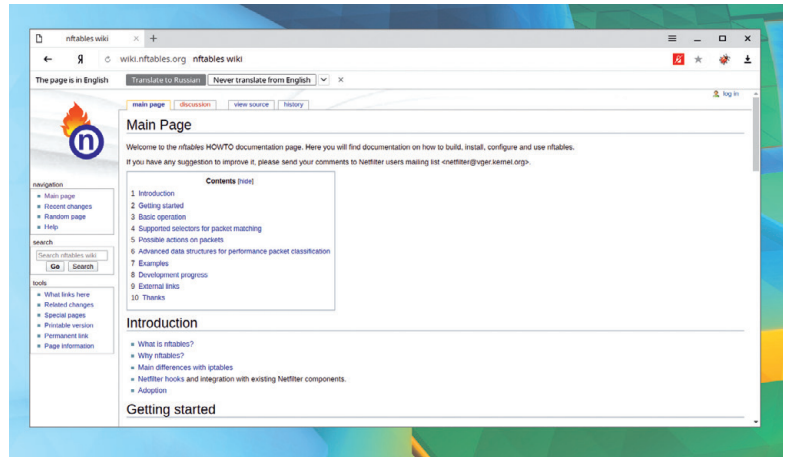 nftables wiki
Я wiki.nftables.org nftables wiki
The page is in English Translate to Russian Never translate from English
log in
main page discussion view source history
n
Main Page
Welcome to the nftables HOWTO documentation page. Here you will find documentation on how to build, install, configure and use nftables.
If you have any suggestion to improve it, please send your comments to Netfilter users mailing list <netfilter@vger.kernel.org>.
Contents [hide]
1 Introduction
2 Getting started
3 Basic operation
4 Supported selectors for packet matching
5 Possible actions on packets
6 Advanced data structures for performance packet classification
7 Examples
8 Development progress
9 External links
10 Thanks
navigation
Main page
Recent changes
Random page
Help
search
Search nftables wiki
Go Search
tools
What links here
Related changes
Special pages
Printable version
Permanent link
Page information
Introduction
What is nftables?
Why nftables?
Main differences with iptables
Netfilter hooks and integration with existing Netfilter components.
Adoption
Getting started